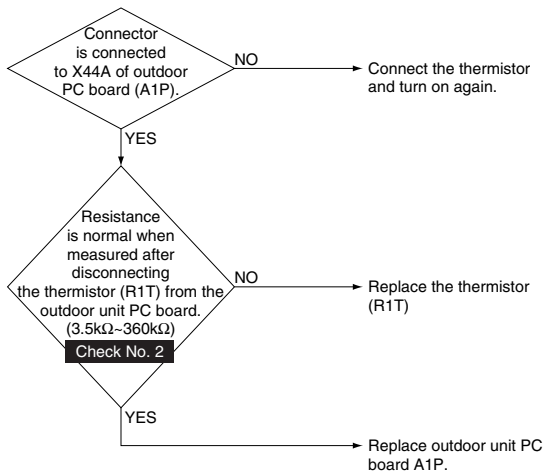 Connector
is connected
to X44A of outdoor
PC board (A1P).
NO
Connect the thermistor
and turn on again.
YES
Resistance
is normal when
measured after
disconnecting
the thermistor (R1T) from the
outdoor unit PC board.
(3.5kΩ~360kΩ)
Check No. 2
NO
Replace the thermistor
(R1T)
YES
Replace outdoor unit PC
board A1P.